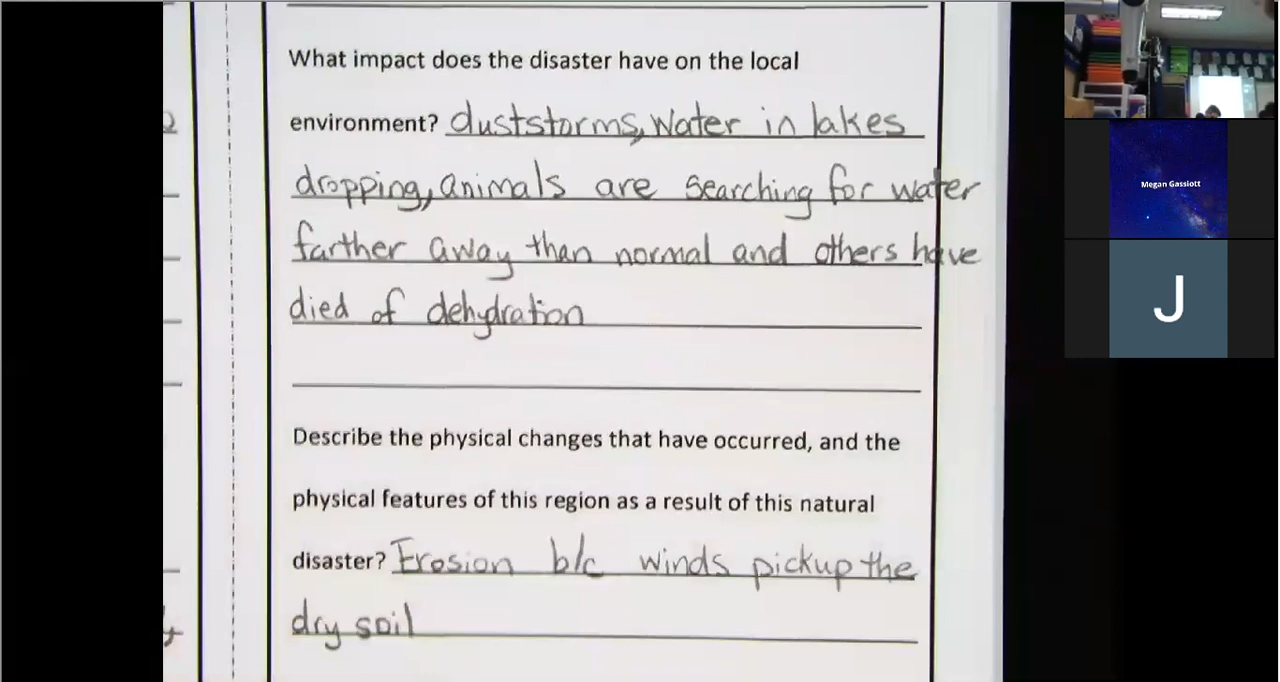 What impact does the disaster have on the local
environment? duststorms, water in lakes
dropping, animals are searching for water
farther away than normal and others have
died of dehydration
Describe the physical changes that have occurred, and the
physical features of this region as a result of this natural
disaster? Erosion b/c winds pickup the
dry soil
Megan Gassiott
J